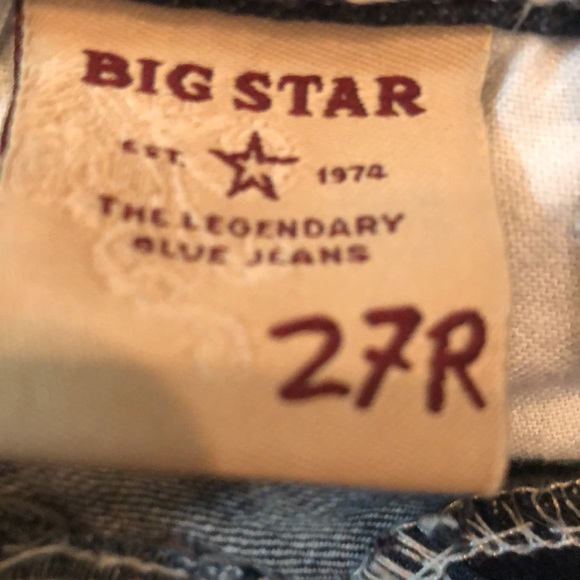 BIG STAR
EST. 1974
THE LEGENDARY
BLUE JEANS
27R